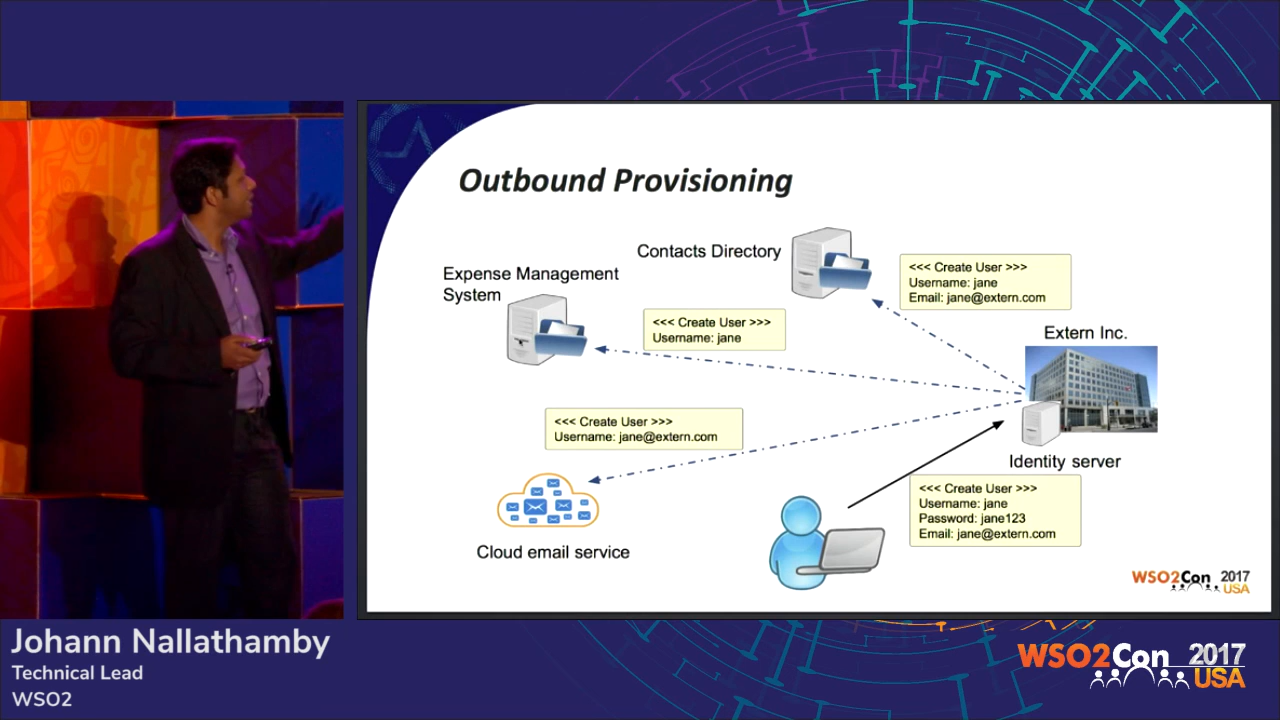 Outbound Provisioning
Contacts Directory
<<< Create User >>>
Username: jane
Email: jane@extern.com
Expense Management
System
<<< Create User >>>
Username: jane
Extern Inc.
<<< Create User >>>
Username: jane@extern.com
Identity server
<<< Create User >>>
Username: jane
Password: jane123
Email: jane@extern.com
Cloud email service
WSO2Con 2017
USA
Johann Nallathamby
Technical Lead
WSO2
WSO2Con 2017
USA